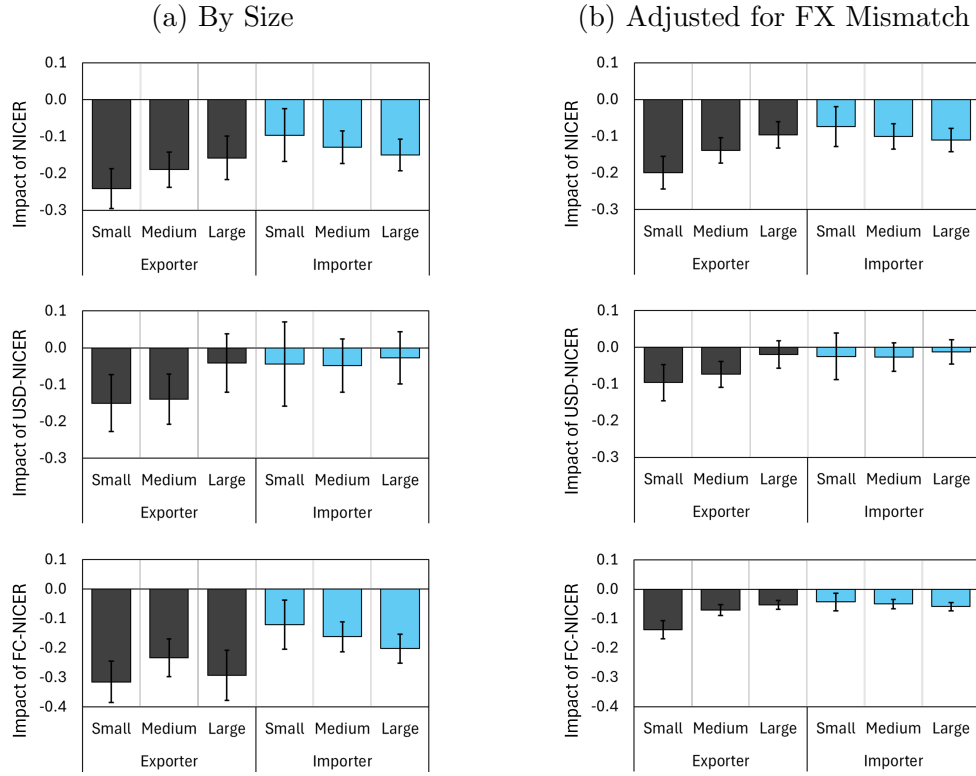 (a) By Size
(b) Adjusted for FX Mismatch
Impact of NICER
0.1
0.0
-0.1
-0.2
-0.3
Small Medium Large Small Medium Large
Exporter Importer
Impact of NICER
0.1
0.0
-0.1
-0.2
-0.3
Small Medium Large Small Medium Large
Exporter Importer
Impact of USD-NICER
0.1
0.0
-0.1
-0.2
-0.3
Small Medium Large Small Medium Large
Exporter Importer
Impact of USD-NICER
0.1
0.0
-0.1
-0.2
-0.3
Small Medium Large Small Medium Large
Exporter Importer
Impact of FC-NICER
0.1
0.0
-0.1
-0.2
-0.3
-0.4
Small Medium Large Small Medium Large
Exporter Importer
Impact of FC-NICER
0.1
0.0
-0.1
-0.2
-0.3
-0.4
Small Medium Large Small Medium Large
Exporter Importer